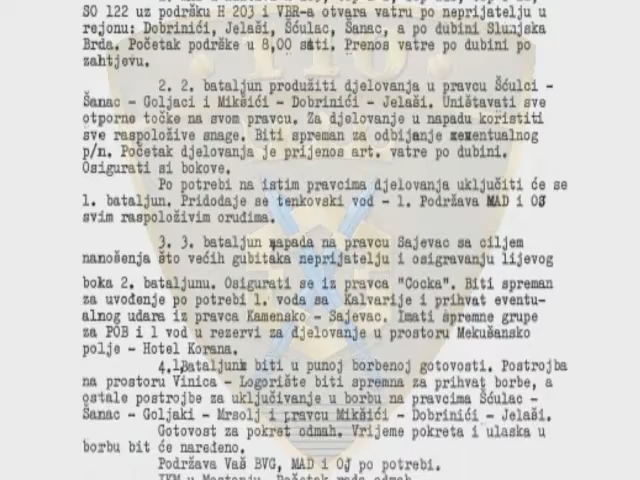 SO 122 uz podršku H 203 i VBR-a otvara vatru po neprijatelju u
rejonu: Dobrinići, Jelaši, Šćulac, Šanac, a po dubini Slunjska
Brda. Početak podrške u 8,00 sati. Prenos vatre po dubini po
zahtjevu.
2. 2. bataljun produžiti djelovanja u pravcu Šćulci -
Šanac - Goljaci i Mikšići - Dobrinići - Jelaši. Uništavati sve
otporne točke na svom pravcu. Za djelovanje u napadu koristiti
sve raspoložive snage. Biti spreman za odbijanje xeventualnog
p/n. Početak djelovanja je prijenos art. vatre po dubini.
Osigurati si bokove.
Po potrebi na istim pravcima djelovanja uključiti će se
1. bataljun. Pridodaje se tenkovski vod - 1. Podržava MAD i OJ
svim raspoloživim oruđima.
3. 3. bataljun napada na pravcu Sajevac sa ciljem
nanošenja što većih gubitaka neprijatelju i osigravanju lijevog
boka 2. bataljunu. Osigurati se iz pravca "Cocka". Biti spreman
za uvođenje po potrebi 1. voda sa Kalvarije i prihvat eventu-
alnog udara iz pravca Kamensko - Sajevac. Imati spremne grupe
za POB i 1 vod u rezervi za djelovanje u prostoru Mekušansko
polje - Hotel Korana.
4.1.Bataljunx biti u punoj borbenoj gotovosti. Postrojba
na prostoru Vinica - Logorište biti spremna za prihvat borbe, a
ostale postrojbe za uključivanje u borbu na pravcima Šćulac -
Šanac - Goljaki - Mrsolj i pravcu Mikšići - Dobrinići - Jelaši.
Gotovost za pokret odmah. Vrijeme pokreta i ulaska u
borbu bit će naređeno.
Podržava Vaš BVG, MAD i OJ po potrebi.